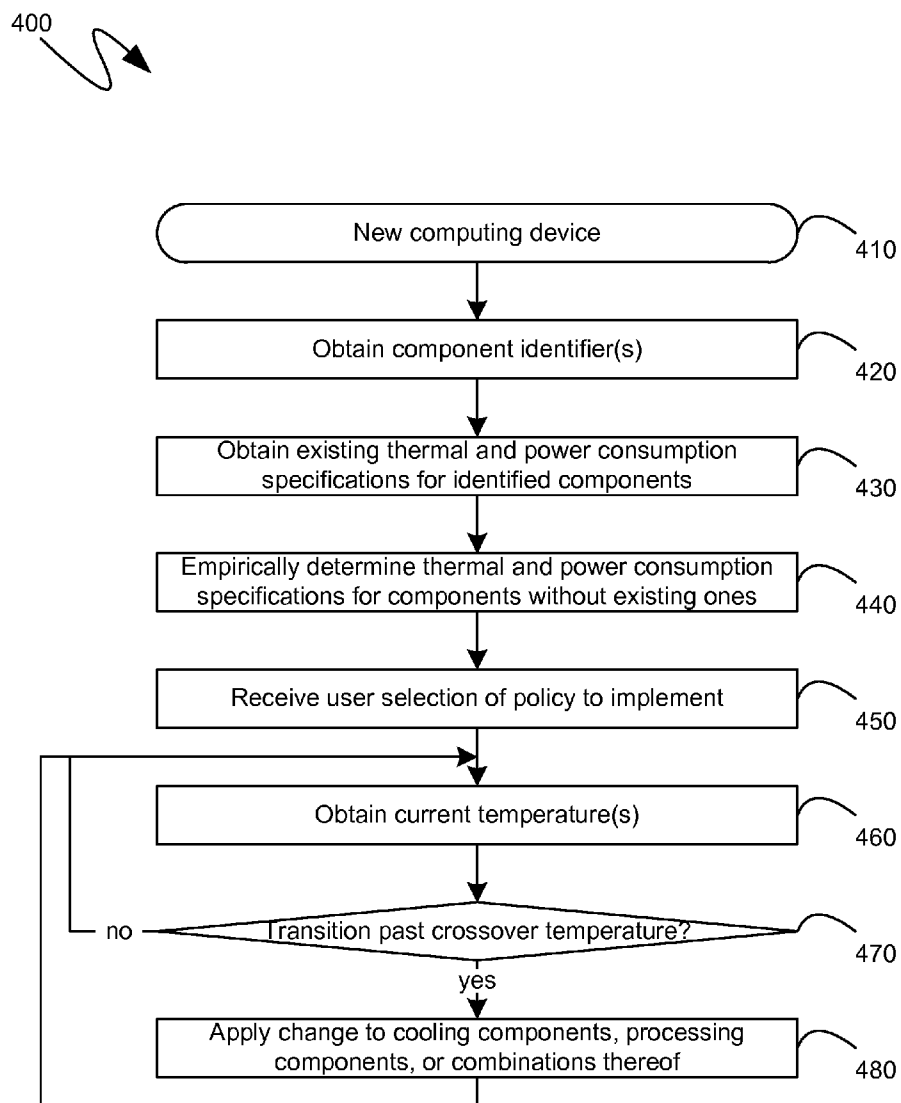 400
New computing device
410
Obtain component identifier(s)
420
Obtain existing thermal and power consumption
specifications for identified components
430
Empirically determine thermal and power consumption
specifications for components without existing ones
440
Receive user selection of policy to implement
450
Obtain current temperature(s)
460
no
Transition past crossover temperature?
470
yes
Apply change to cooling components, processing
components, or combinations thereof
480